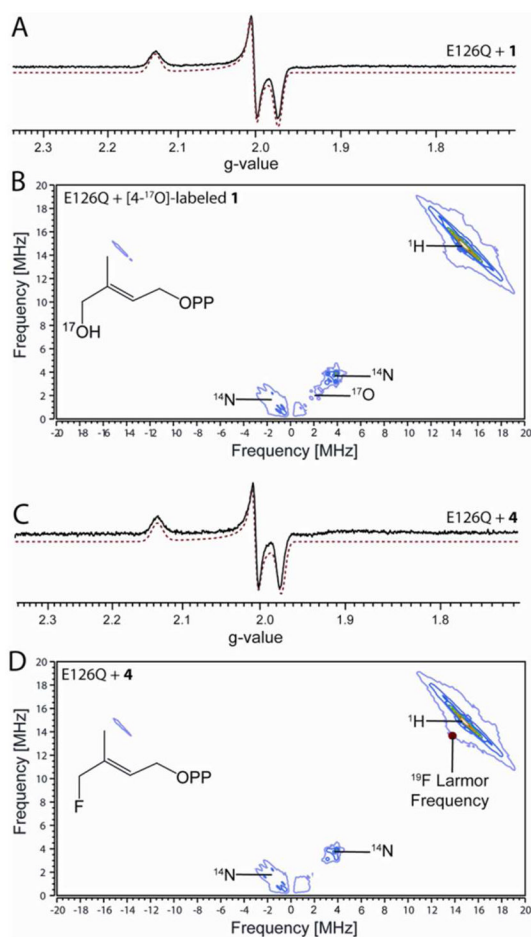 A
E126Q + 1
2.3 2.2 2.1 2.0 1.9 1.8
g-value
B
E126Q + [4-¹⁷O]-labeled 1
Frequency [MHz]
20
18
16
14
12
10
8
6
4
2
0
¹H
OPP
¹⁷OH
¹⁴N
¹⁴N
¹⁷O
-20 -18 -16 -14 -12 -10 -8 -6 -4 -2 0 2 4 6 8 10 12 14 16 18 20
Frequency [MHz]
C
E126Q + 4
2.3 2.2 2.1 2.0 1.9 1.8
g-value
D
E126Q + 4
Frequency [MHz]
20
18
16
14
12
10
8
6
4
2
0
¹H
OPP
F
¹⁹F Larmor
Frequency
¹⁴N
¹⁴N
-20 -18 -16 -14 -12 -10 -8 -6 -4 -2 0 2 4 6 8 10 12 14 16 18 20
Frequency [MHz]